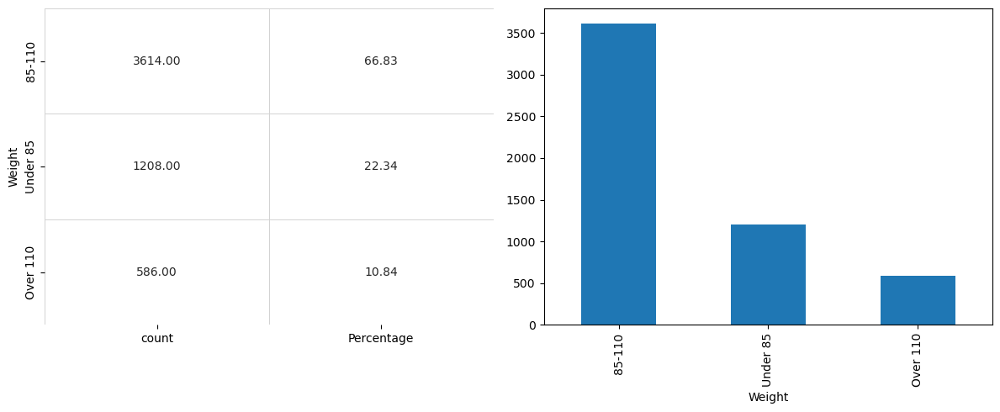 Weight
85-110
3614.00 66.83
Under 85
1208.00 22.34
Over 110
586.00 10.84
count Percentage
3500
3000
2500
2000
1500
1000
500
0
85-110 Under 85 Over 110
Weight